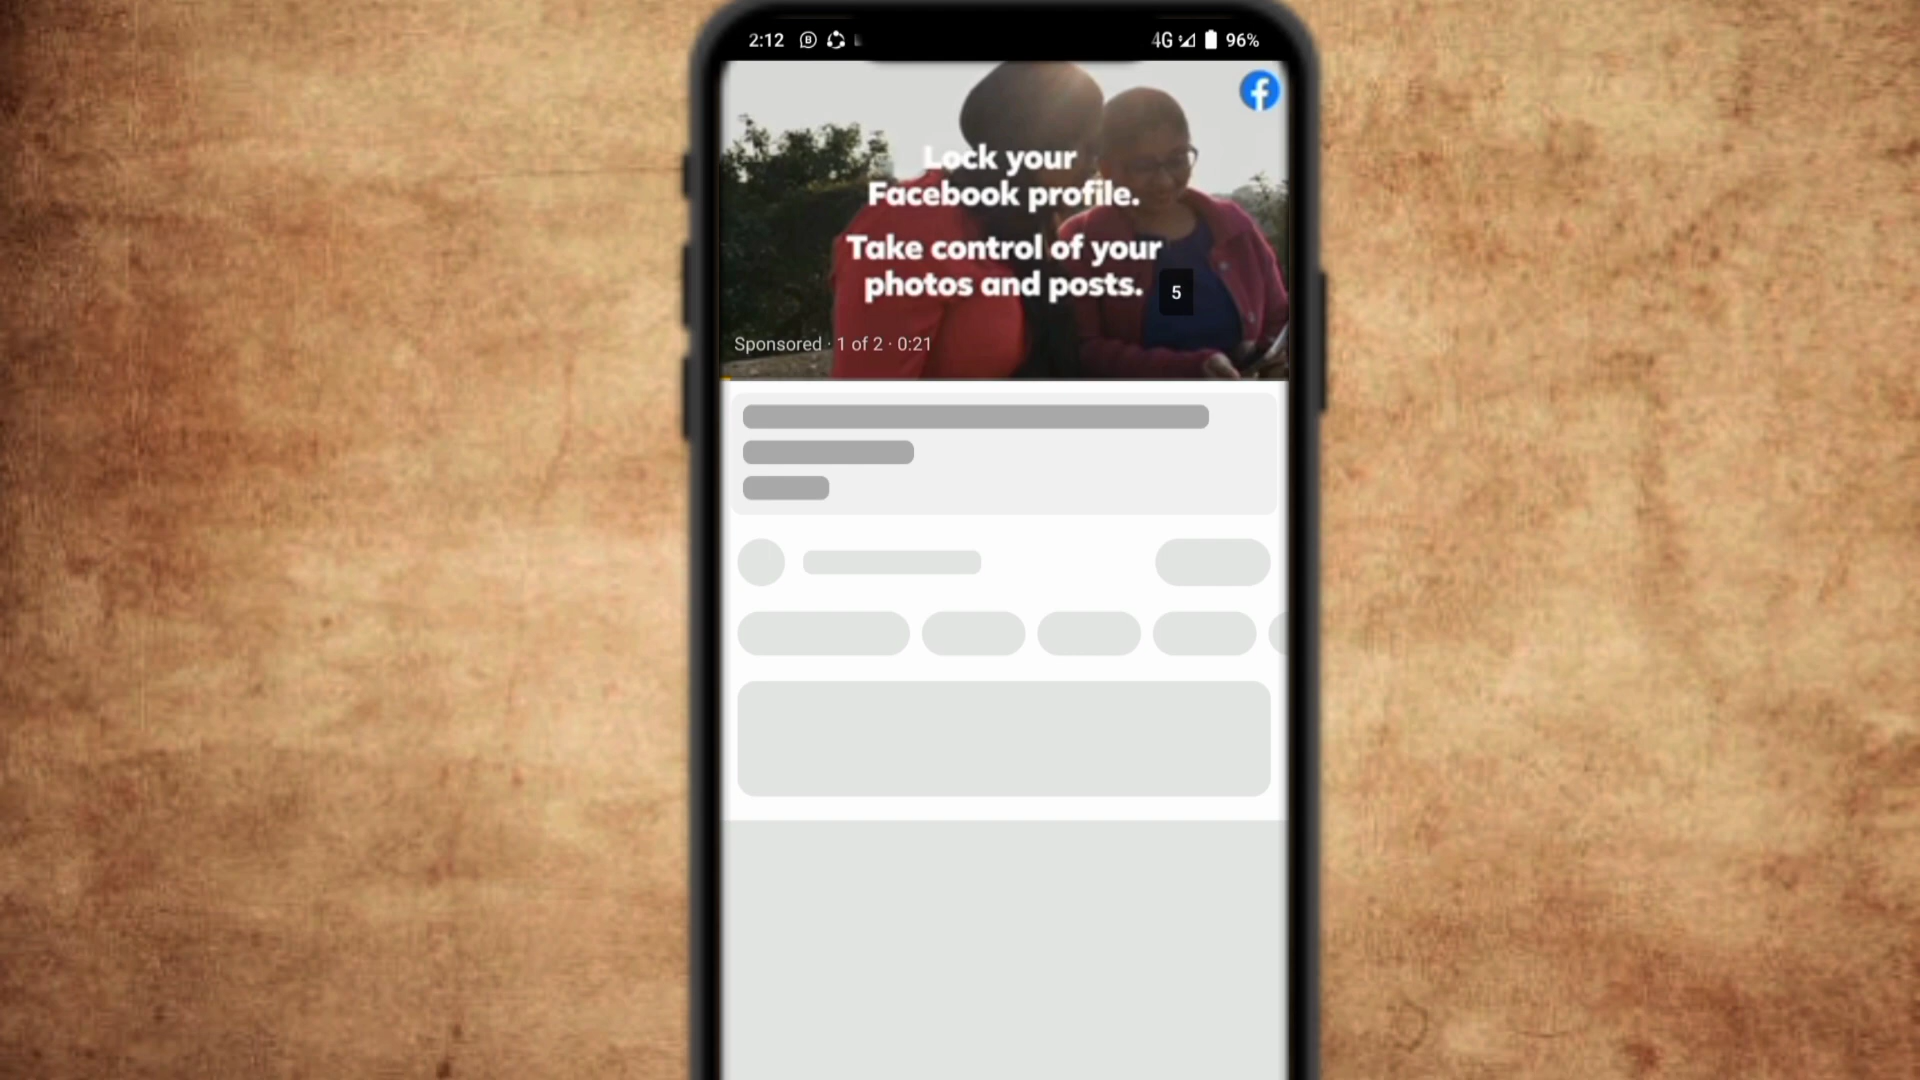 2:12
4G 96%
Lock your
Facebook profile.
Take control of your
photos and posts.
5
Sponsored · 1 of 2 · 0:21